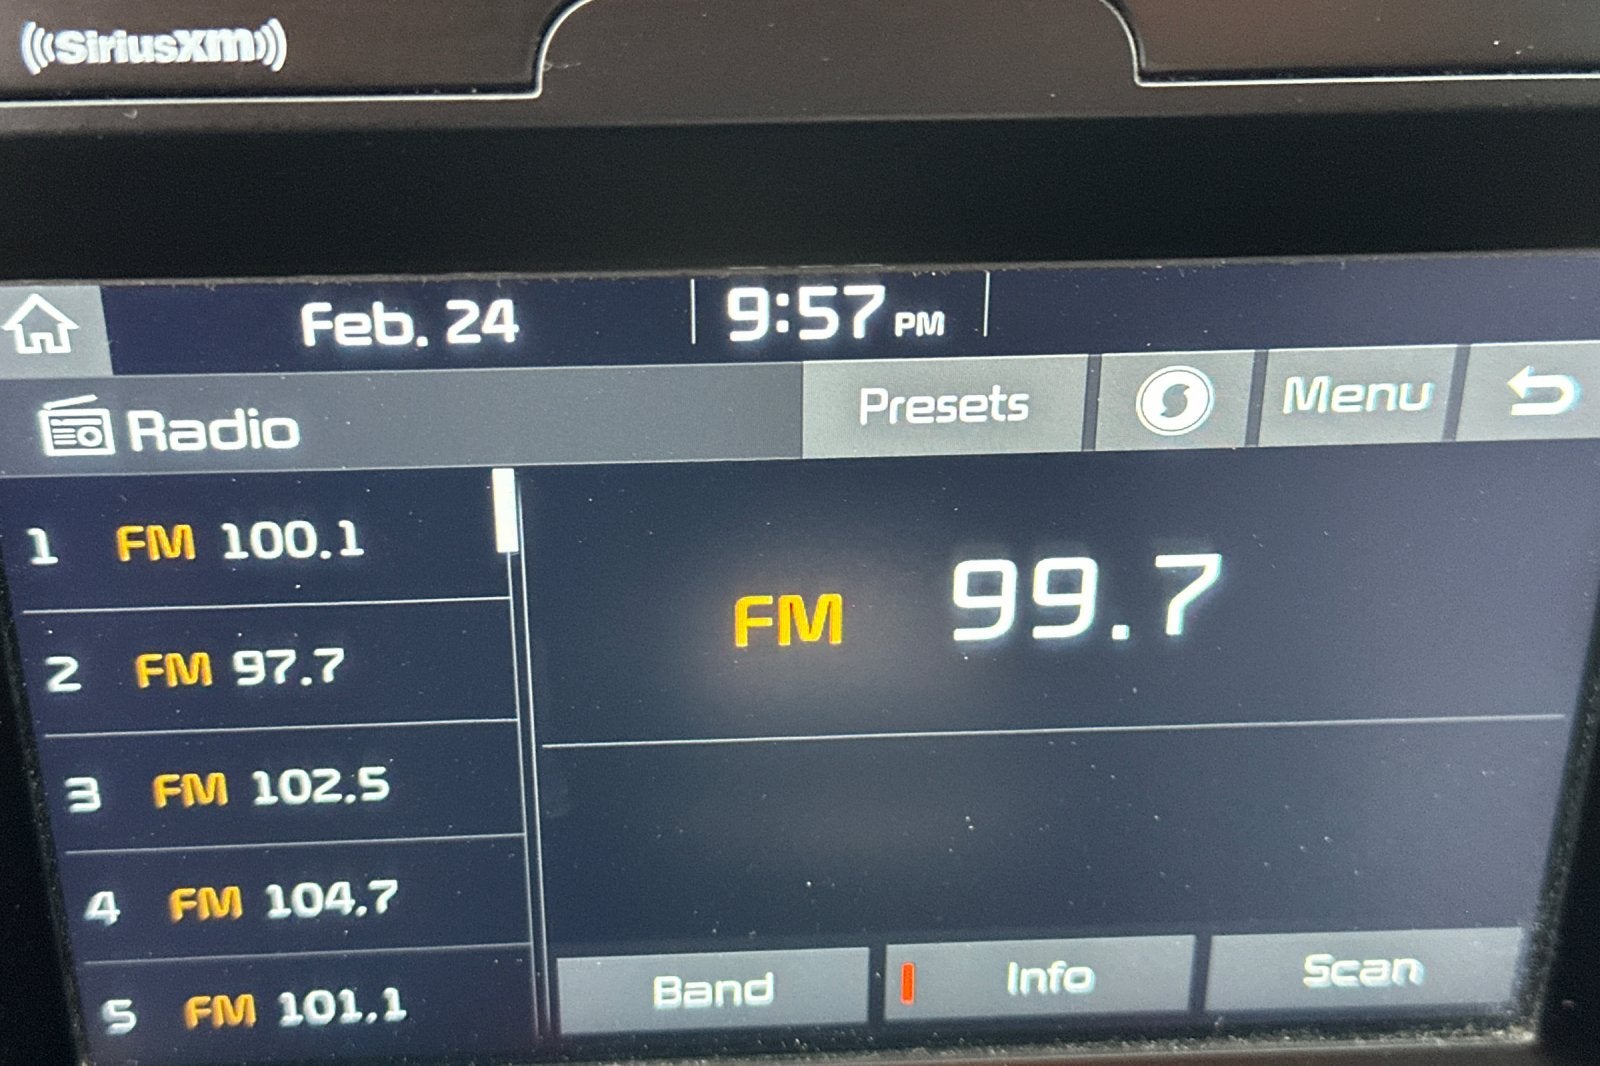 ((SiriusXM))
Feb. 24 9:57 PM
Radio Presets Menu
1 FM 100.1
2 FM 97.7
3 FM 102.5
4 FM 104.7
5 FM 101.1
FM 99.7
Band Info Scan